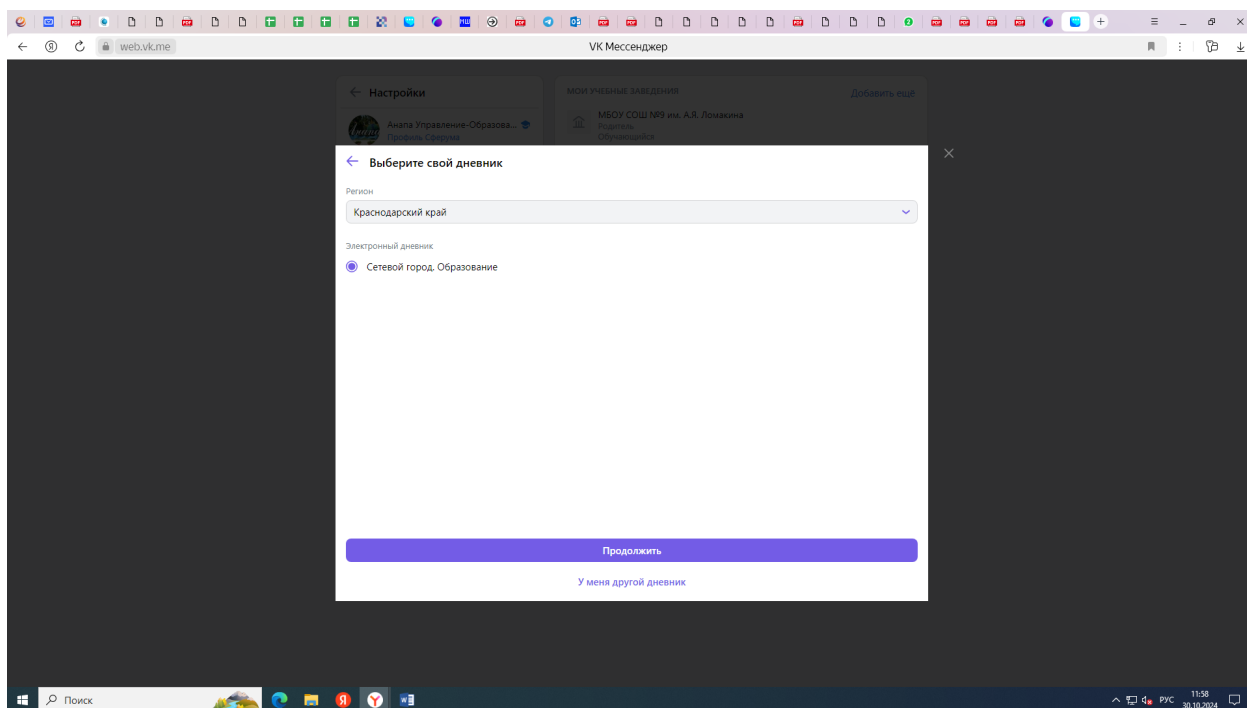 web.vk.me
VK Мессенджер
Настройки
МОИ УЧЕБНЫЕ ЗАВЕДЕНИЯ
Добавить ещё
Анапа Управление-Образова...
Профиль Сферума
МБОУ СОШ №9 им. А.Я. Ломакина
Родитель
Обучающийся
Выберите свой дневник
Регион
Краснодарский край
Электронный дневник
Сетевой город. Образование
Продолжить
У меня другой дневник
Поиск
РУС
11:58
30.10.2024